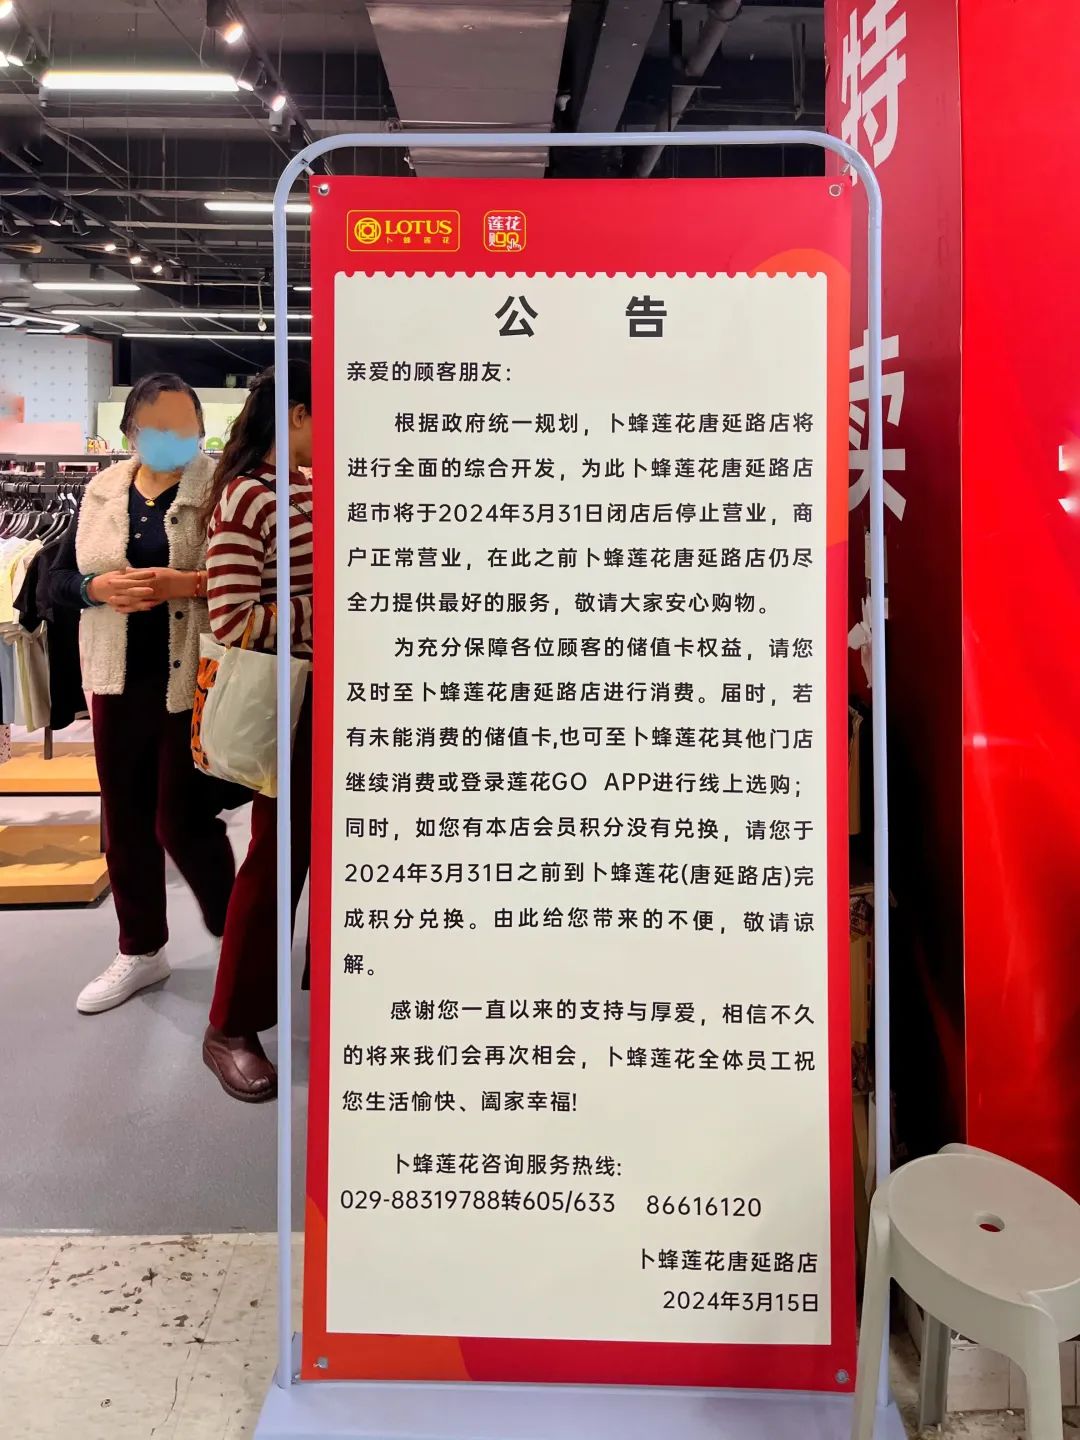 特
卖
LOTUS
卜蜂莲花
莲花
GO
公 告
亲爱的顾客朋友：
根据政府统一规划，卜蜂莲花唐延路店将
进行全面的综合开发，为此卜蜂莲花唐延路店
超市将于2024年3月31日闭店后停止营业，商
户正常营业，在此之前卜蜂莲花唐延路店仍尽
全力提供最好的服务，敬请大家安心购物。
为充分保障各位顾客的储值卡权益，请您
及时至卜蜂莲花唐延路店进行消费。届时，若
有未能消费的储值卡,也可至卜蜂莲花其他门店
继续消费或登录莲花GO APP进行线上选购；
同时，如您有本店会员积分没有兑换，请您于
2024年3月31日之前到卜蜂莲花(唐延路店)完
成积分兑换。由此给您带来的不便，敬请谅
解。
感谢您一直以来的支持与厚爱，相信不久
的将来我们会再次相会，卜蜂莲花全体员工祝
您生活愉快、阖家幸福!
卜蜂莲花咨询服务热线:
029-88319788转605/633 86616120
卜蜂莲花唐延路店
2024年3月15日